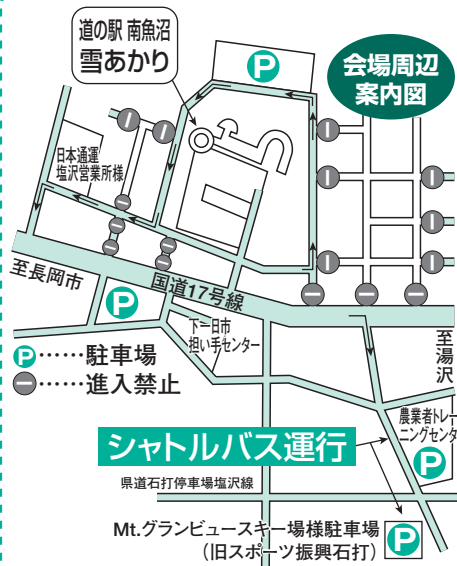 道の駅 南魚沼
雪あかり
P
会場周辺
案内図
日本通運
塩沢営業所様
至長岡市
国道17号線
P
下一日市
担い手センター
至湯沢
P……駐車場
……進入禁止
農業者トレー
ニングセンター
P
シャトルバス運行
県道石打停車場塩沢線
Mt.グランビュースキー場様駐車場
(旧スポーツ振興石打)
P